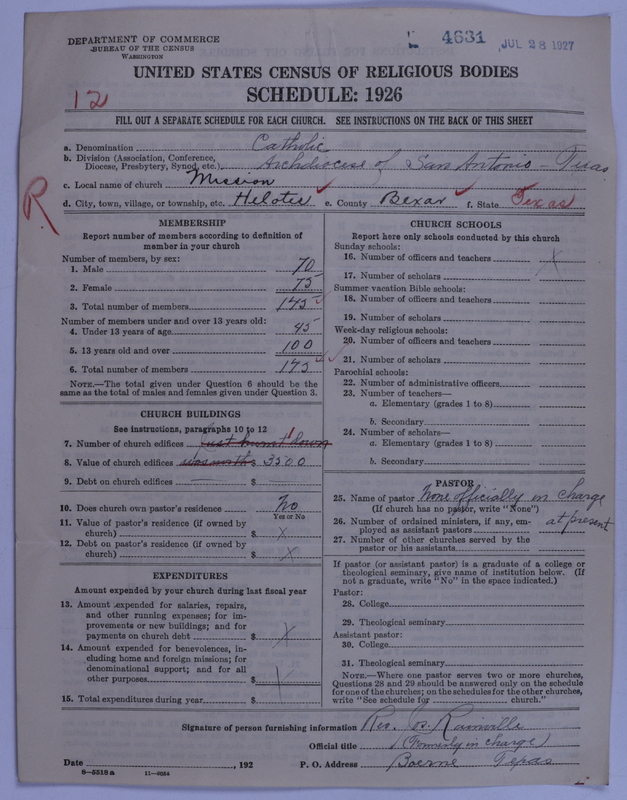 DEPARTMENT OF COMMERCE
BUREAU OF THE CENSUS
WASHINGTON
4631
JUL 28 1927
UNITED STATES CENSUS OF RELIGIOUS BODIES
SCHEDULE: 1926
12
FILL OUT A SEPARATE SCHEDULE FOR EACH CHURCH. SEE INSTRUCTIONS ON THE BACK OF THIS SHEET
a. Denomination Catholic
b. Division (Association, Conference, Diocese, Presbytery, Synod, etc.) Archdiocese of San Antonio - Texas
c. Local name of church Mission
d. City, town, village, or township, etc. Helotes e. County Bexar f. State Texas
R
MEMBERSHIP
Report number of members according to definition of
member in your church
Number of members, by sex:
1. Male 70
2. Female 75
3. Total number of members 145
Number of members under and over 13 years old:
4. Under 13 years of age 45
5. 13 years old and over 100
6. Total number of members 145
NOTE.—The total given under Question 6 should be the
same as the total of males and females given under Question 3.
CHURCH BUILDINGS
See instructions, paragraphs 10 to 12
7. Number of church edifices just burnt down 1
8. Value of church edifices was worth $ 3500
9. Debt on church edifices $
10. Does church own pastor's residence No
Yes or No
11. Value of pastor's residence (if owned by
church) $ x
12. Debt on pastor's residence (if owned by
church) $ x
EXPENDITURES
Amount expended by your church during last fiscal year
13. Amount expended for salaries, repairs,
and other running expenses; for im-
provements or new buildings; and for
payments on church debt $ x
14. Amount expended for benevolences, in-
cluding home and foreign missions; for
denominational support; and for all
other purposes $ x
15. Total expenditures during year $
CHURCH SCHOOLS
Report here only schools conducted by this church
Sunday schools:
16. Number of officers and teachers x
17. Number of scholars
Summer vacation Bible schools:
18. Number of officers and teachers
19. Number of scholars
Week-day religious schools:
20. Number of officers and teachers
21. Number of scholars
Parochial schools:
22. Number of administrative officers
23. Number of teachers—
a. Elementary (grades 1 to 8)
b. Secondary
24. Number of scholars—
a. Elementary (grades 1 to 8)
b. Secondary
PASTOR
25. Name of pastor None officially in charge
(If church has no pastor, write "None")
at present
26. Number of ordained ministers, if any, em-
ployed as assistant pastors
27. Number of other churches served by the
pastor or his assistants
If pastor (or assistant pastor) is a graduate of a college or
theological seminary, give name of institution below. (If
not a graduate, write "No" in the space indicated.)
Pastor:
28. College
29. Theological seminary
Assistant pastor:
30. College
31. Theological seminary
NOTE.—Where one pastor serves two or more churches,
Questions 28 and 29 should be answered only on the schedule
for one of the churches; on the schedules for the other churches,
write "See schedule for church."
Signature of person furnishing information Rev. Rainville
Official title (Formerly in charge)
Date , 192 P. O. Address Boerne Texas
8—5518a 11—9054